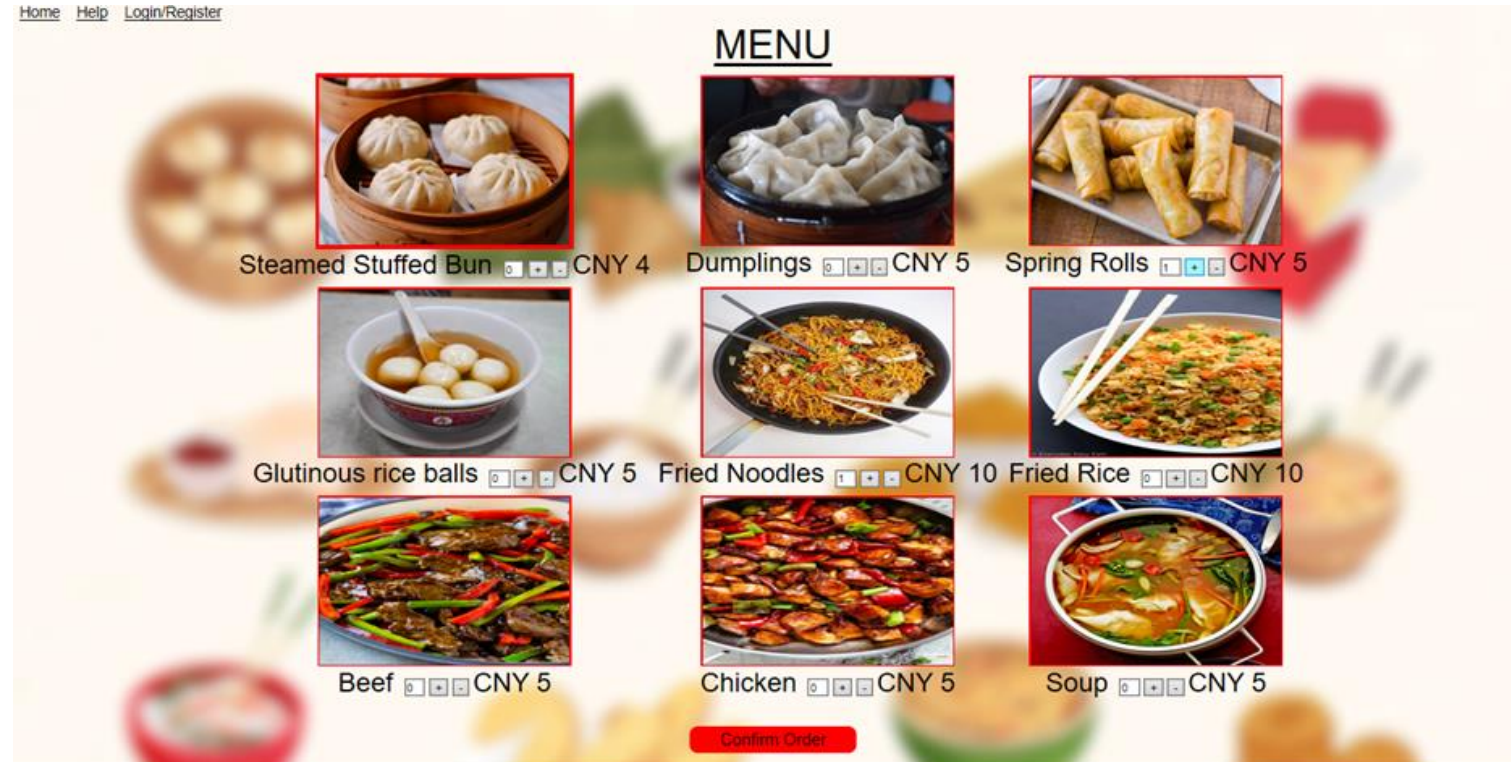 Home Help Login/Register
MENU
Steamed Stuffed Bun 0 + - CNY 4 Dumplings 0 + - CNY 5 Spring Rolls 1 + - CNY 5
Glutinous rice balls 0 + - CNY 5 Fried Noodles 1 + - CNY 10 Fried Rice 0 + - CNY 10
Beef 0 + - CNY 5 Chicken 0 + - CNY 5 Soup 0 + - CNY 5
Confirm Order